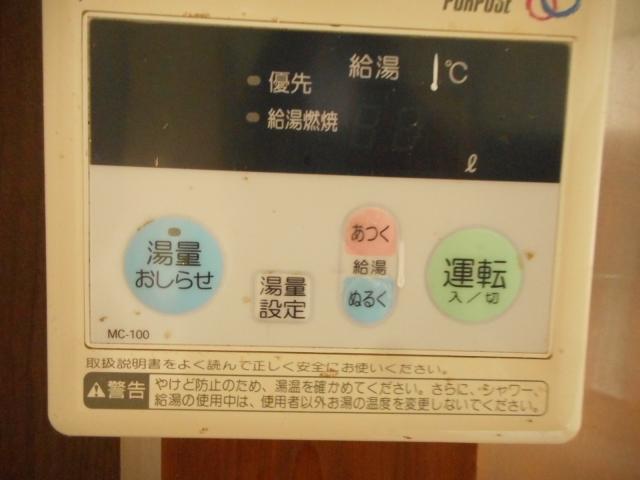 PURPOSE
優先
給湯
℃
給湯燃焼
ℓ
湯量
おしらせ
湯量
設定
あつく
給湯
ぬるく
運転
入/切
MC-100
取扱説明書をよく読んで正しく安全にお使いください。
警告
やけど防止のため、湯温を確かめてください。さらに、シャワー、
給湯の使用中は、使用者以外お湯の温度を変更しないでください。